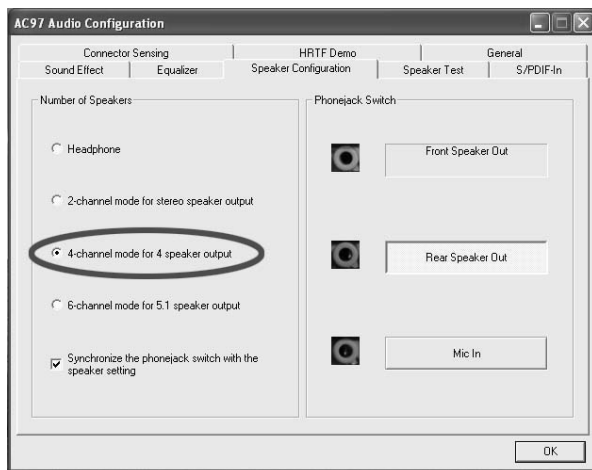 AC97 Audio Configuration
Connector Sensing
HRTF Demo
General
Sound Effect
Equalizer
Speaker Configuration
Speaker Test
S/PDIF-In
Number of Speakers
Headphone
2-channel mode for stereo speaker output
4-channel mode for 4 speaker output
6-channel mode for 5.1 speaker output
Synchronize the phonejack switch with the
speaker setting
Phonejack Switch
Front Speaker Out
Rear Speaker Out
Mic In
OK